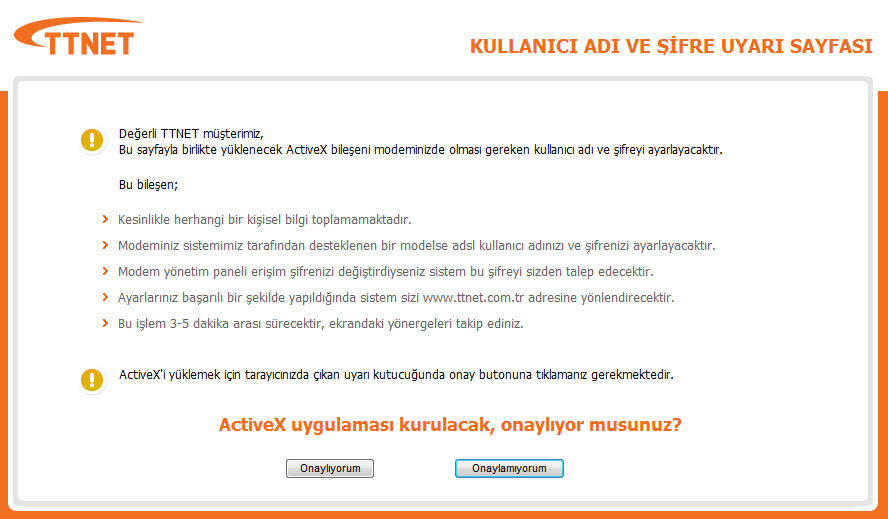 TTNET
KULLANICI ADI VE ŞİFRE UYARI SAYFASI
Değerli TTNET müşterimiz,
Bu sayfayla birlikte yüklenecek ActiveX bileşeni modeminizde olması gereken kullanıcı adı ve şifreyi ayarlayacaktır.
Bu bileşen;
Kesinlikle herhangi bir kişisel bilgi toplamamaktadır.
Modeminiz sistemimiz tarafından desteklenen bir modelse adsl kullanıcı adınızı ve şifrenizi ayarlayacaktır.
Modem yönetim paneli erişim şifrenizi değiştirdiyseniz sistem bu şifreyi sizden talep edecektir.
Ayarlarınız başarılı bir şekilde yapıldığında sistem sizi www.ttnet.com.tr adresine yönlendirecektir.
Bu işlem 3-5 dakika arası sürecektir, ekrandaki yönergeleri takip ediniz.
ActiveX'i yüklemek için tarayıcınızda çıkan uyarı kutucuğunda onay butonuna tıklamanız gerekmektedir.
ActiveX uygulaması kurulacak, onaylıyor musunuz?
Onaylıyorum Onaylamıyorum